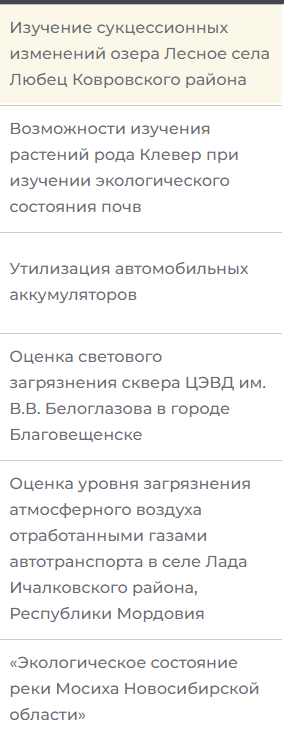 Изучение сукцессионных
изменений озера Лесное села
Любец Ковровского района
Возможности изучения
растений рода Клевер при
изучении экологического
состояния почв
Утилизация автомобильных
аккумуляторов
Оценка светового
загрязнения сквера ЦЭВД им.
В.В. Белоглазова в городе
Благовещенске
Оценка уровня загрязнения
атмосферного воздуха
отработанными газами
автотранспорта в селе Лада
Ичалковского района,
Республики Мордовия
«Экологическое состояние
реки Мосиха Новосибирской
области»